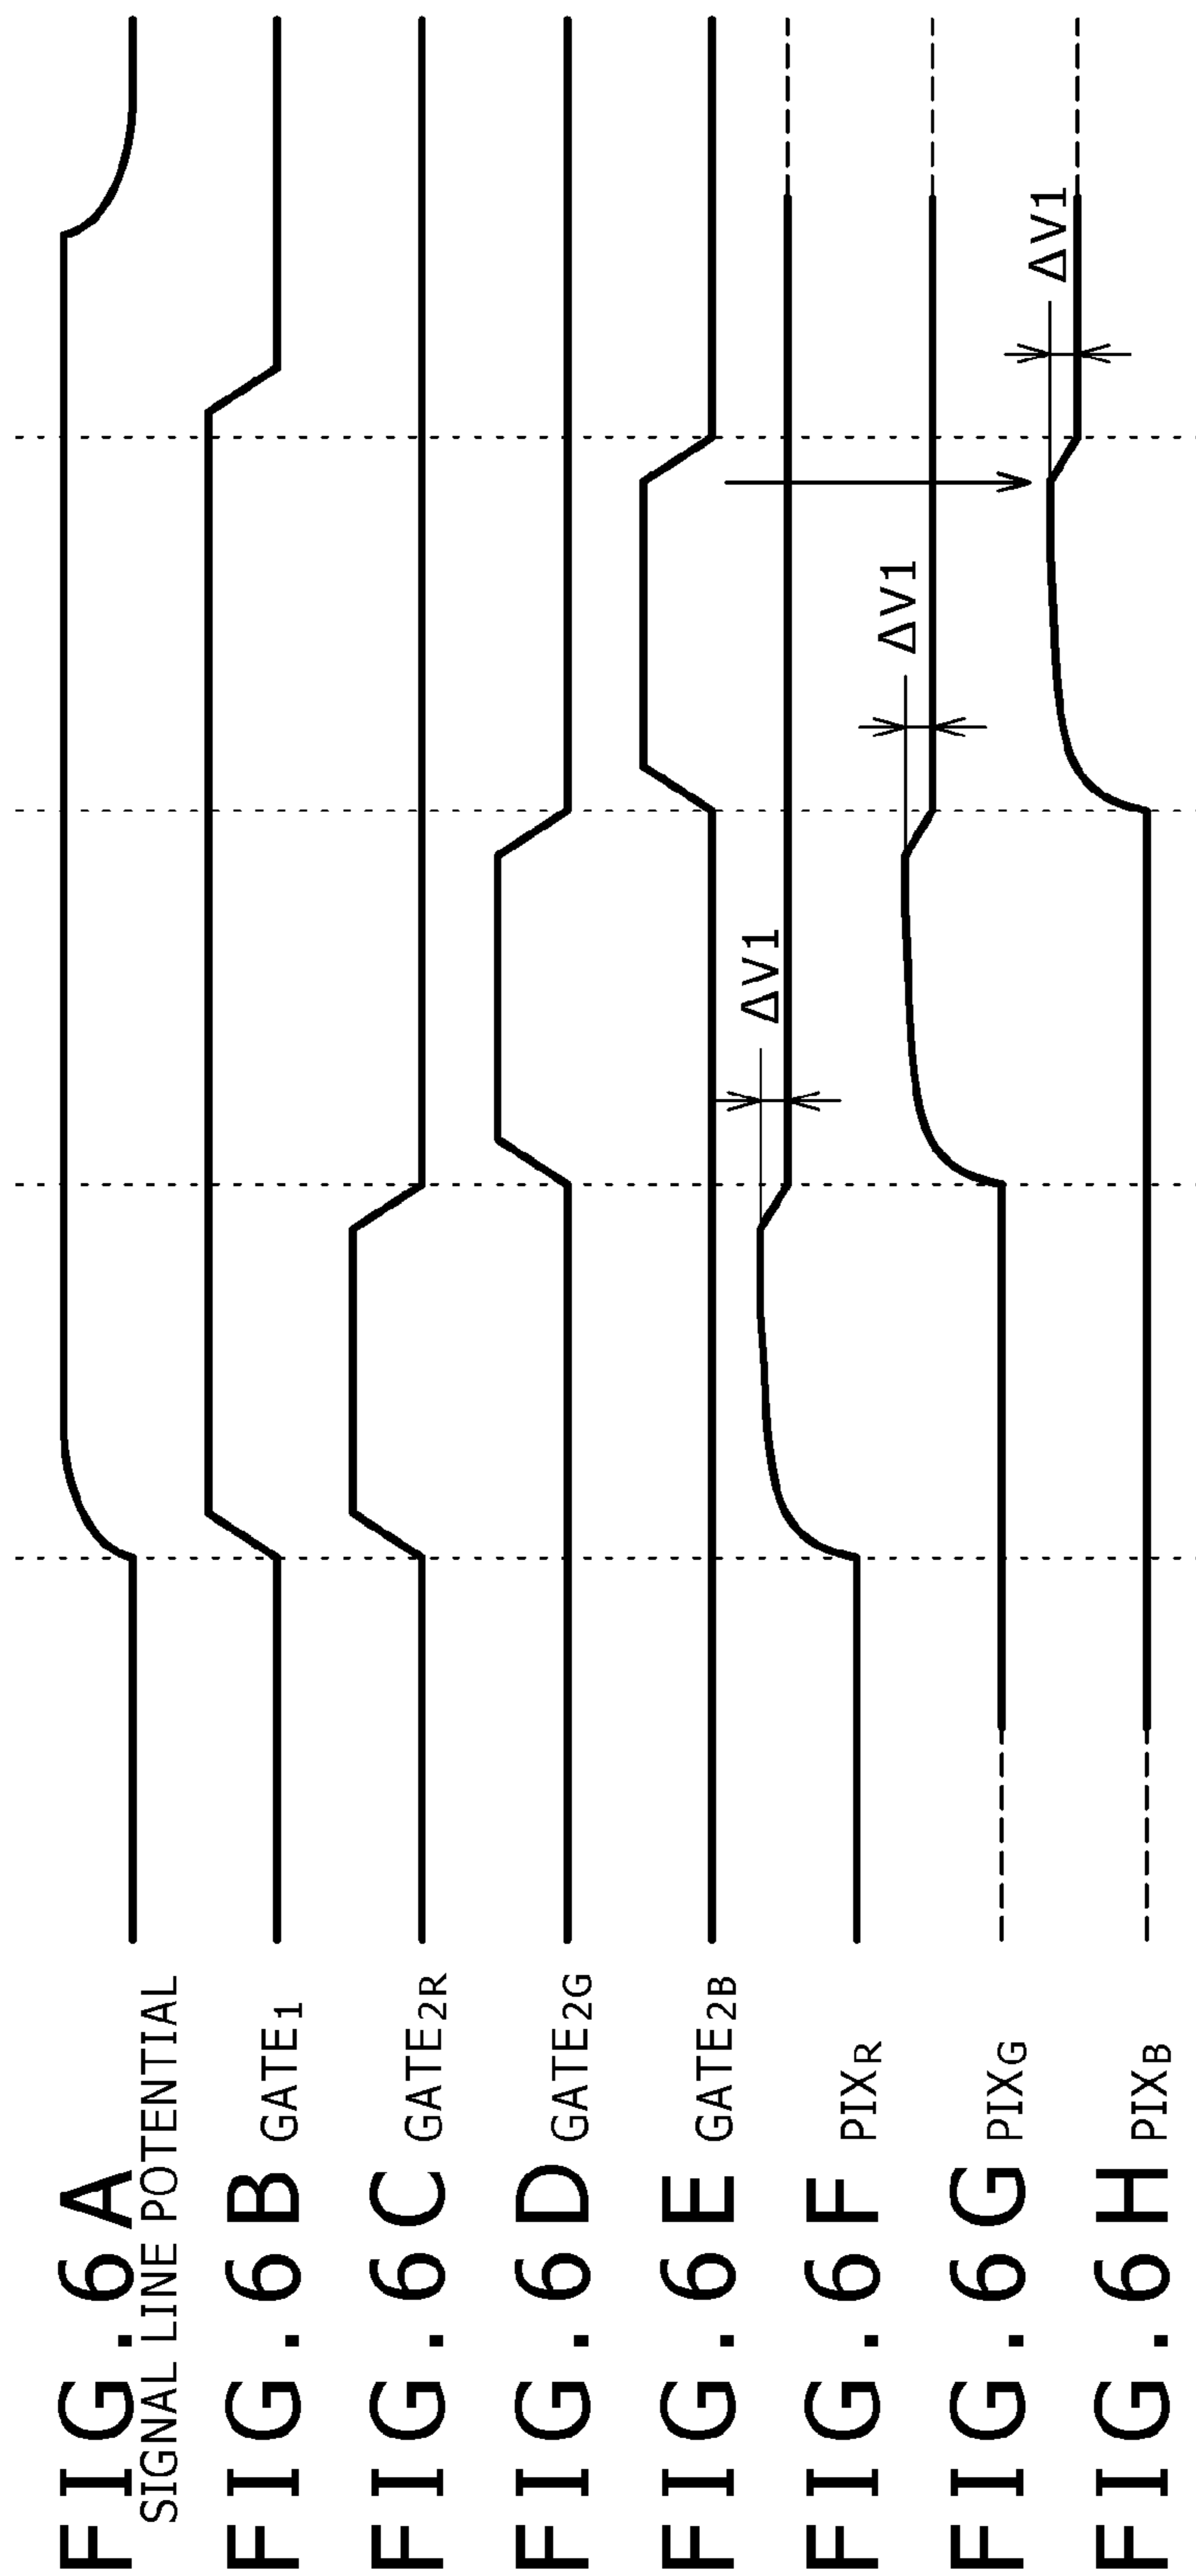 FIG.6A
SIGNAL LINE POTENTIAL
FIG.6B GATE1
FIG.6C GATE2R
FIG.6D GATE2G
FIG.6E GATE2B
FIG.6F PIXR
ΔV1
FIG.6G PIXG
ΔV1
FIG.6H PIXB
ΔV1